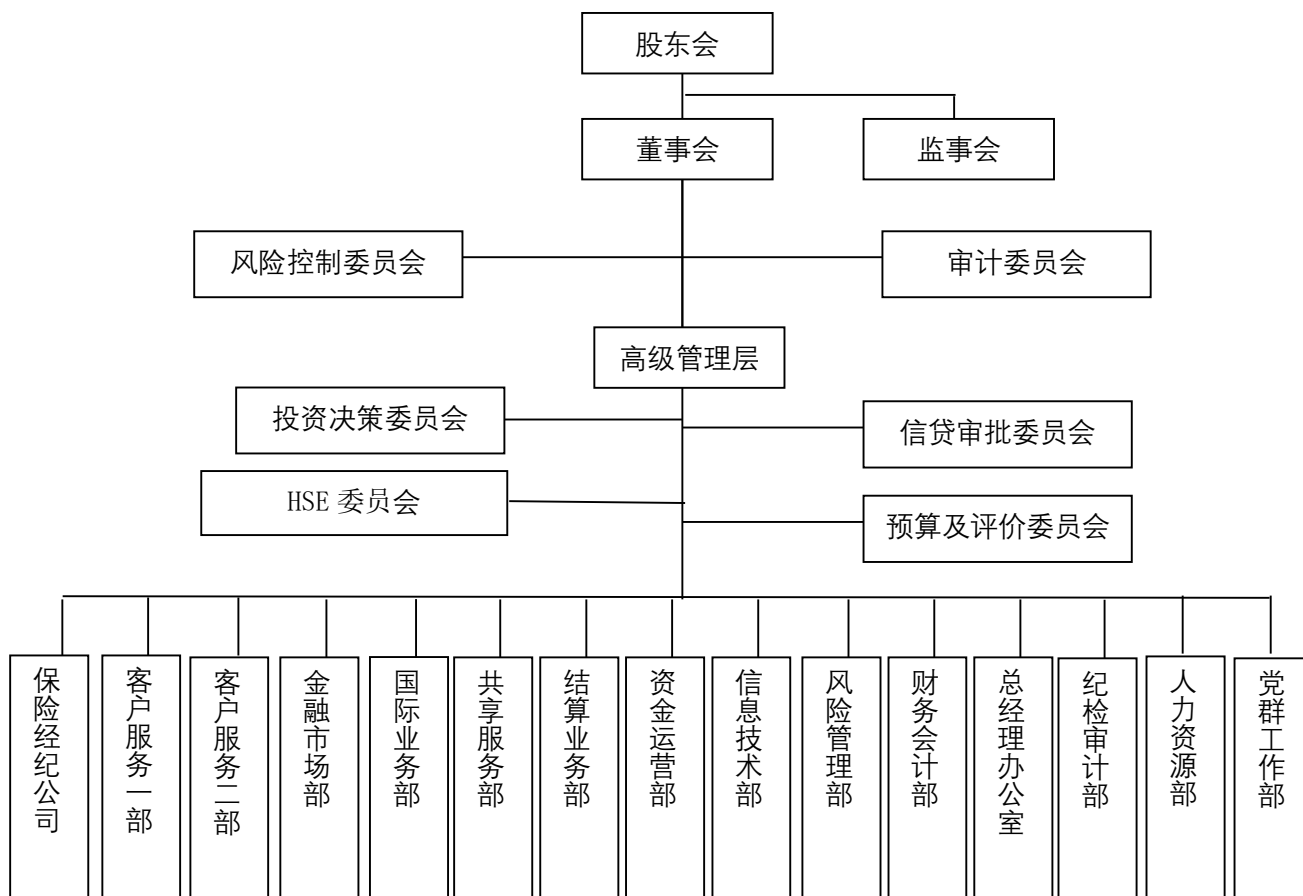 股东会
董事会
监事会
风险控制委员会
审计委员会
高级管理层
投资决策委员会
信贷审批委员会
HSE 委员会
预算及评价委员会
保险经纪公司
客户服务一部
客户服务二部
金融市场部
国际业务部
共享服务部
结算业务部
资金运营部
信息技术部
风险管理部
财务会计部
总经理办公室
纪检审计部
人力资源部
党群工作部